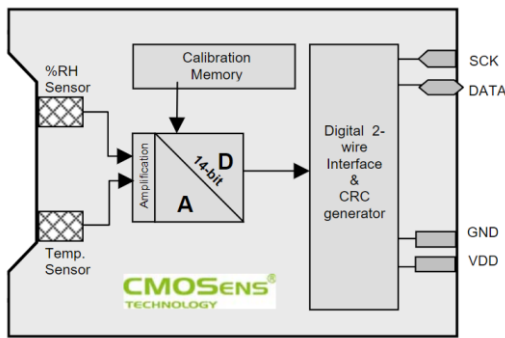 %RH
Sensor
Calibration
Memory
SCK
DATA
Digital 2-
wire
Interface
&
CRC
generator
Amplification
14-bit
D
A
GND
VDD
Temp.
Sensor
CMOSENS®
TECHNOLOGY